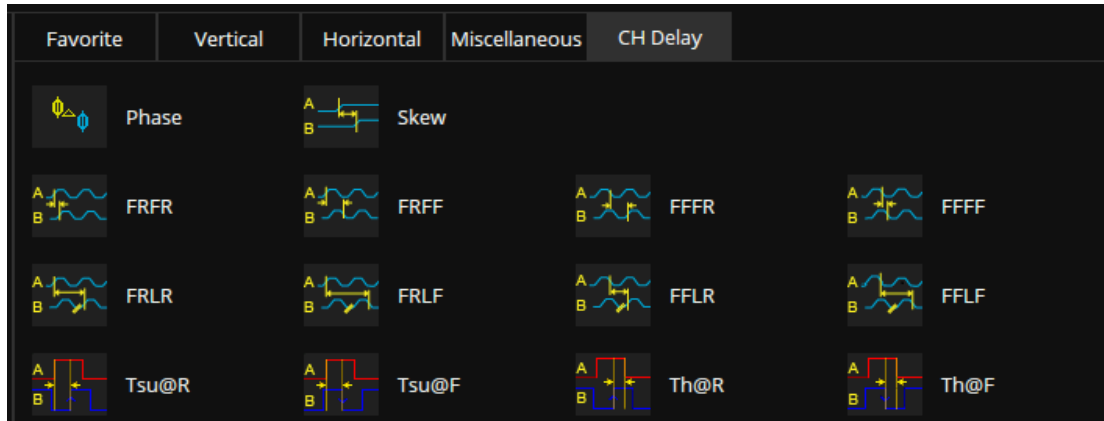 Favorite Vertical Horizontal Miscellaneous CH Delay
Φ Φ Phase A B Skew
A B FRFR A B FRFF A B FFFR A B FFFF
A B FRLR A B FRLF A B FFLR A B FFLF
A B Tsu@R A B Tsu@F A B Th@R A B Th@F